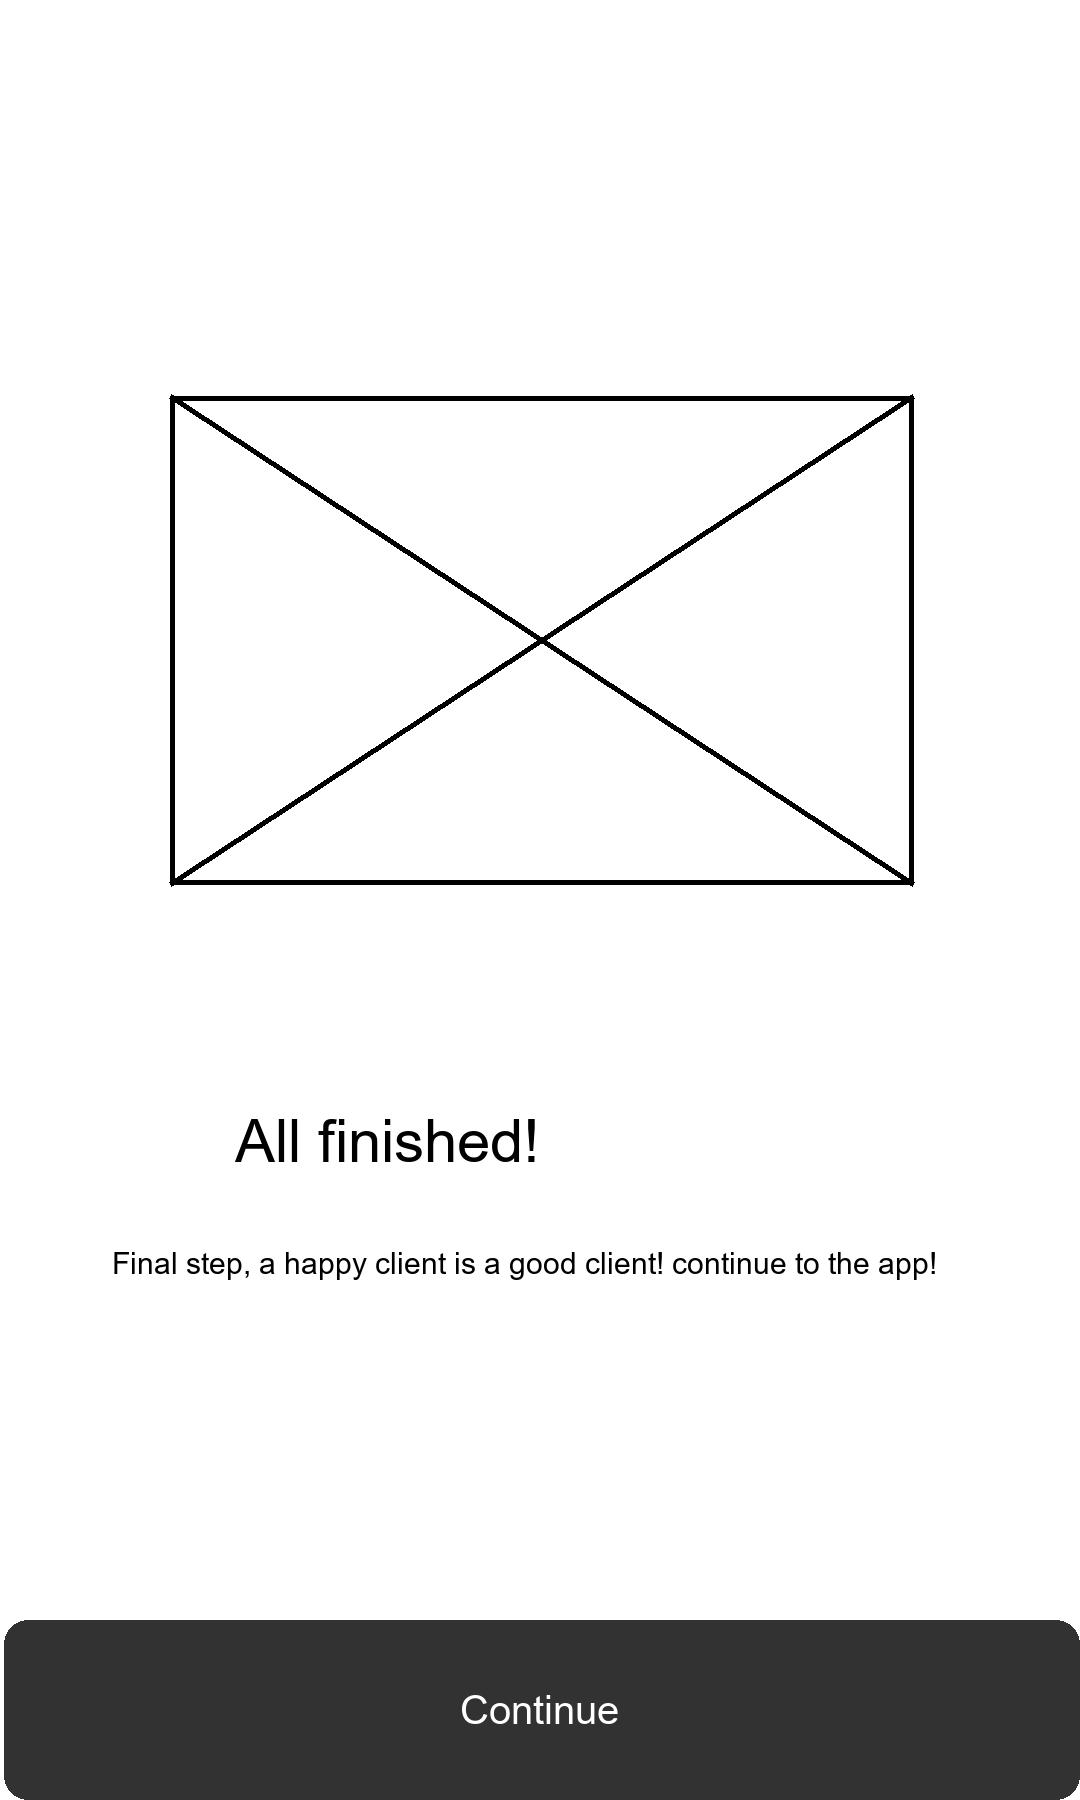 All finished!
Final step, a happy client is a good client! continue to the app!
Continue